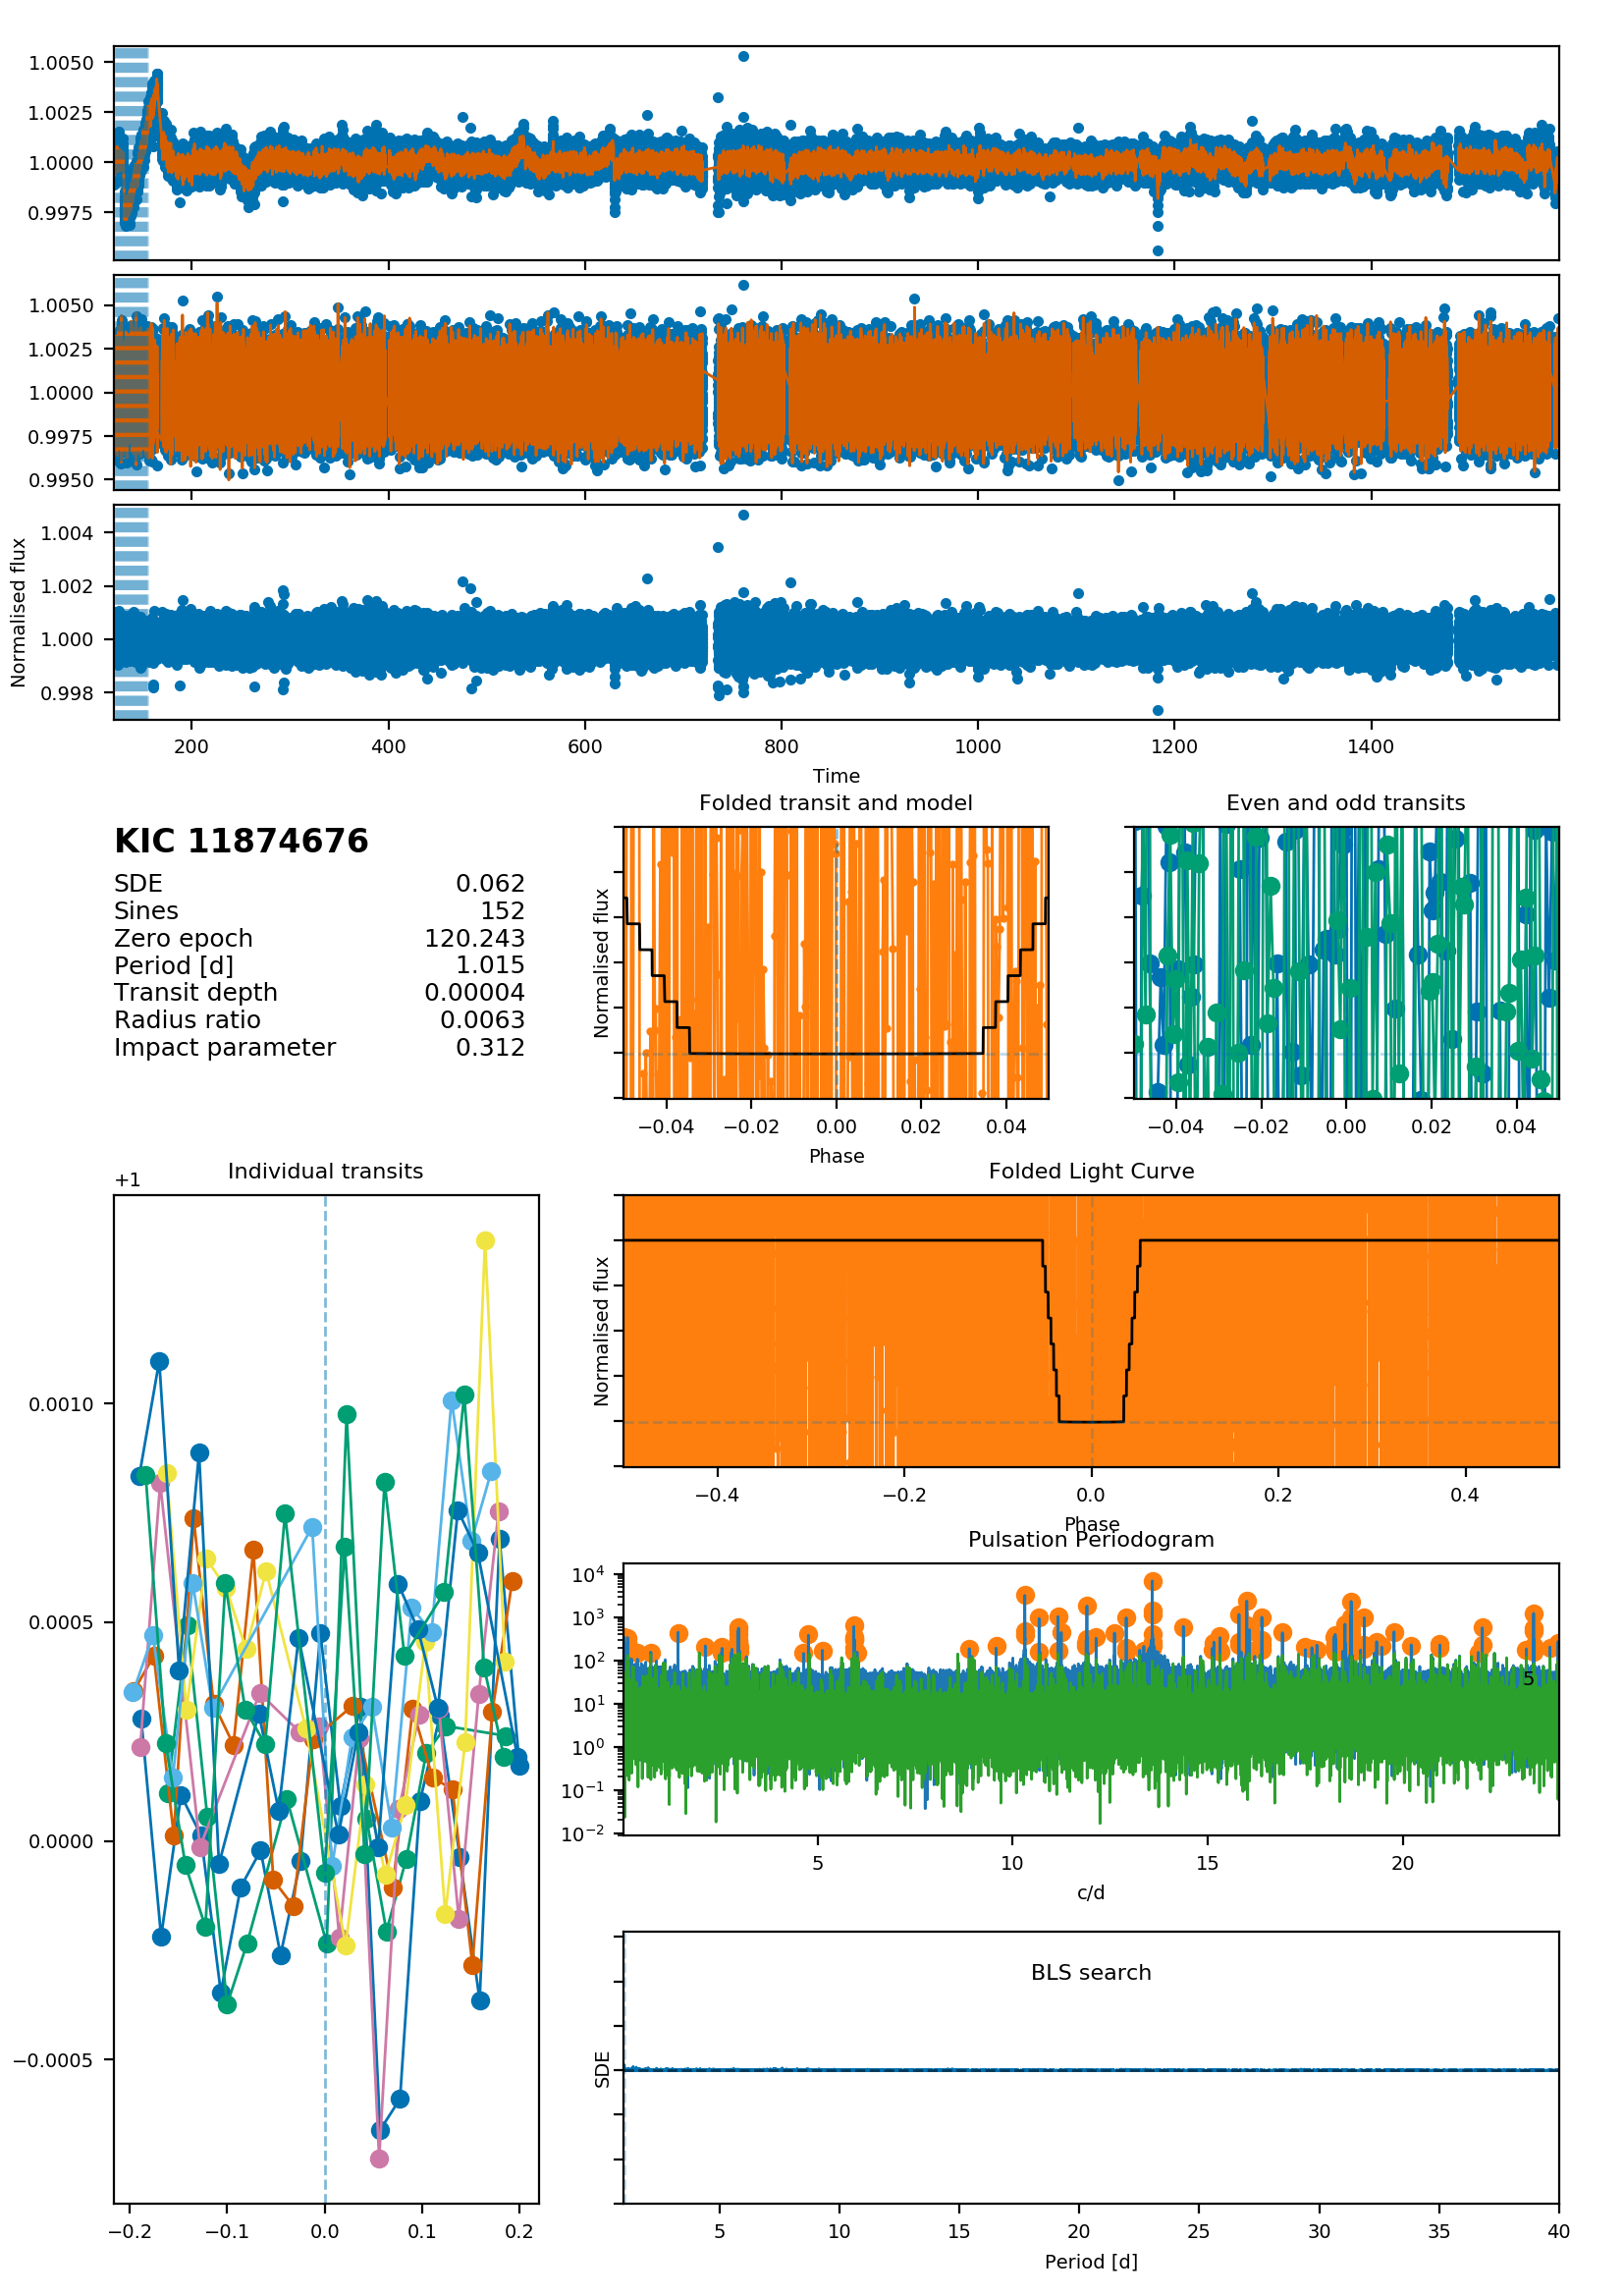 1.0050
1.0025
1.0000
0.9975
1.0050
1.0025
1.0000
0.9975
0.9950
1.004
1.002
1.000
0.998
Normalised flux
200 400 600 800 1000 1200 1400
Time
KIC 11874676
SDE 0.062
Sines 152
Zero epoch 120.243
Period [d] 1.015
Transit depth 0.00004
Radius ratio 0.0063
Impact parameter 0.312
Folded transit and model
Normalised flux
−0.04 −0.02 0.00 0.02 0.04
Phase
Even and odd transits
−0.04 −0.02 0.00 0.02 0.04
Individual transits
+1
0.0010
0.0005
0.0000
−0.0005
−0.2 −0.1 0.0 0.1 0.2
Folded Light Curve
Normalised flux
−0.4 −0.2 0.0 0.2 0.4
Phase
Pulsation Periodogram
10⁴
10³
10²
10¹
10⁰
10⁻¹
10⁻²
5
5 10 15 20
c/d
BLS search
SDE
5 10 15 20 25 30 35 40
Period [d]